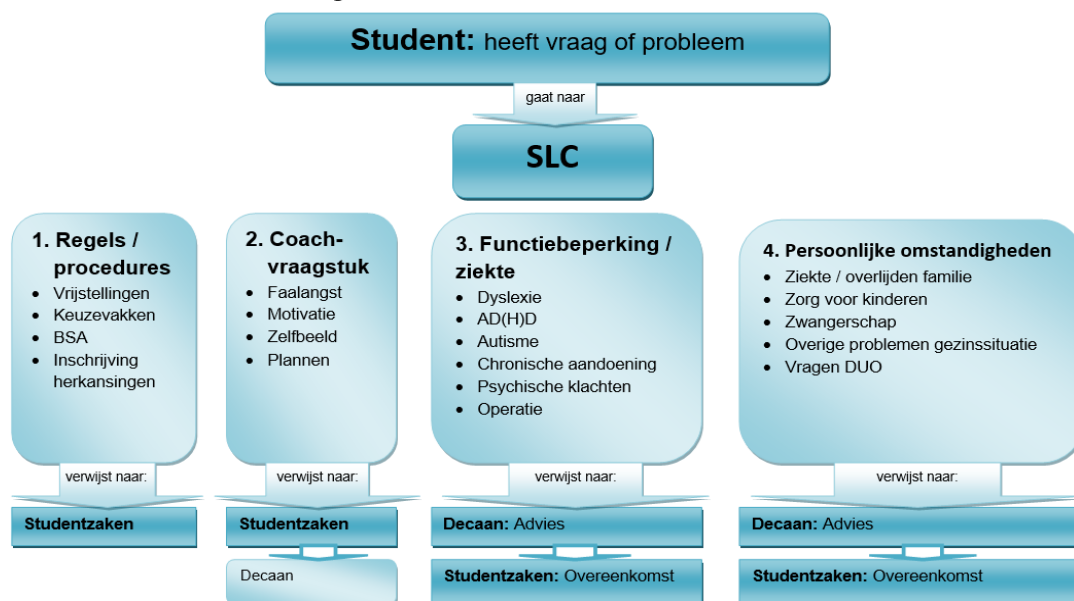 Student: heeft vraag of probleem
gaat naar
SLC
1. Regels /
procedures
• Vrijstellingen
• Keuzevakken
• BSA
• Inschrijving
herkansingen
verwijst naar:
Studentzaken
2. Coach-
vraagstuk
• Faalangst
• Motivatie
• Zelfbeeld
• Plannen
verwijst naar:
Studentzaken
Decaan
3. Functiebeperking /
ziekte
• Dyslexie
• AD(H)D
• Autisme
• Chronische aandoening
• Psychische klachten
• Operatie
verwijst naar:
Decaan: Advies
Studentzaken: Overeenkomst
4. Persoonlijke omstandigheden
• Ziekte / overlijden familie
• Zorg voor kinderen
• Zwangerschap
• Overige problemen gezinssituatie
• Vragen DUO
verwijst naar:
Decaan: Advies
Studentzaken: Overeenkomst